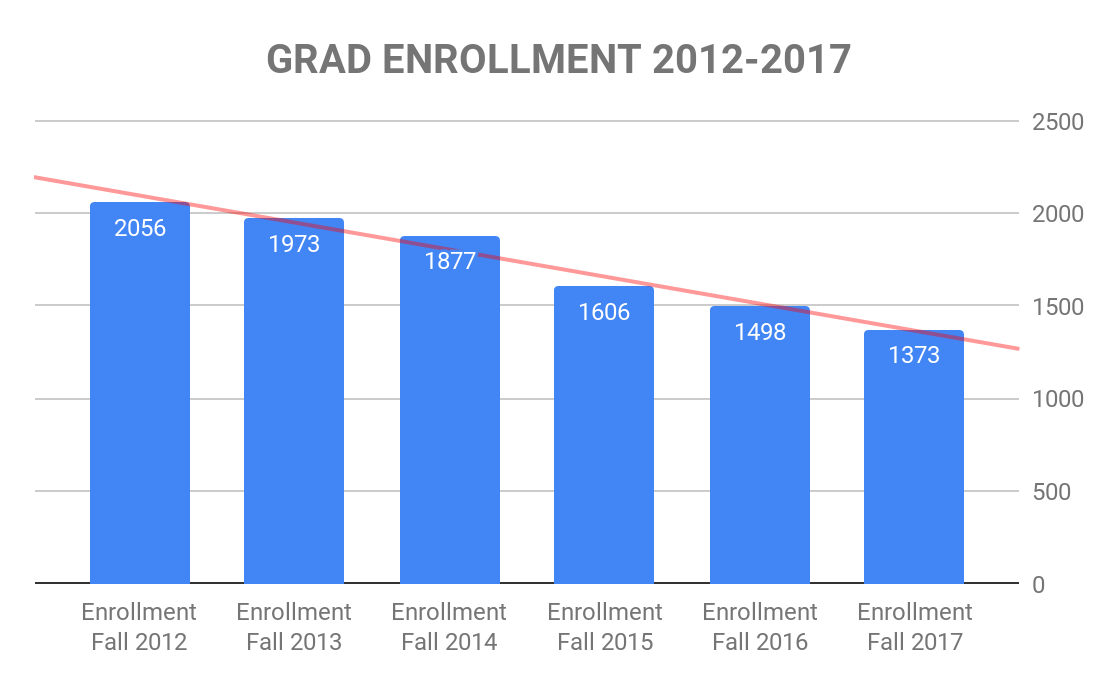 GRAD ENROLLMENT 2012-2017
2500
2000
1500
1000
500
0
2056
1973
1877
1606
1498
1373
Enrollment
Fall 2012
Enrollment
Fall 2013
Enrollment
Fall 2014
Enrollment
Fall 2015
Enrollment
Fall 2016
Enrollment
Fall 2017